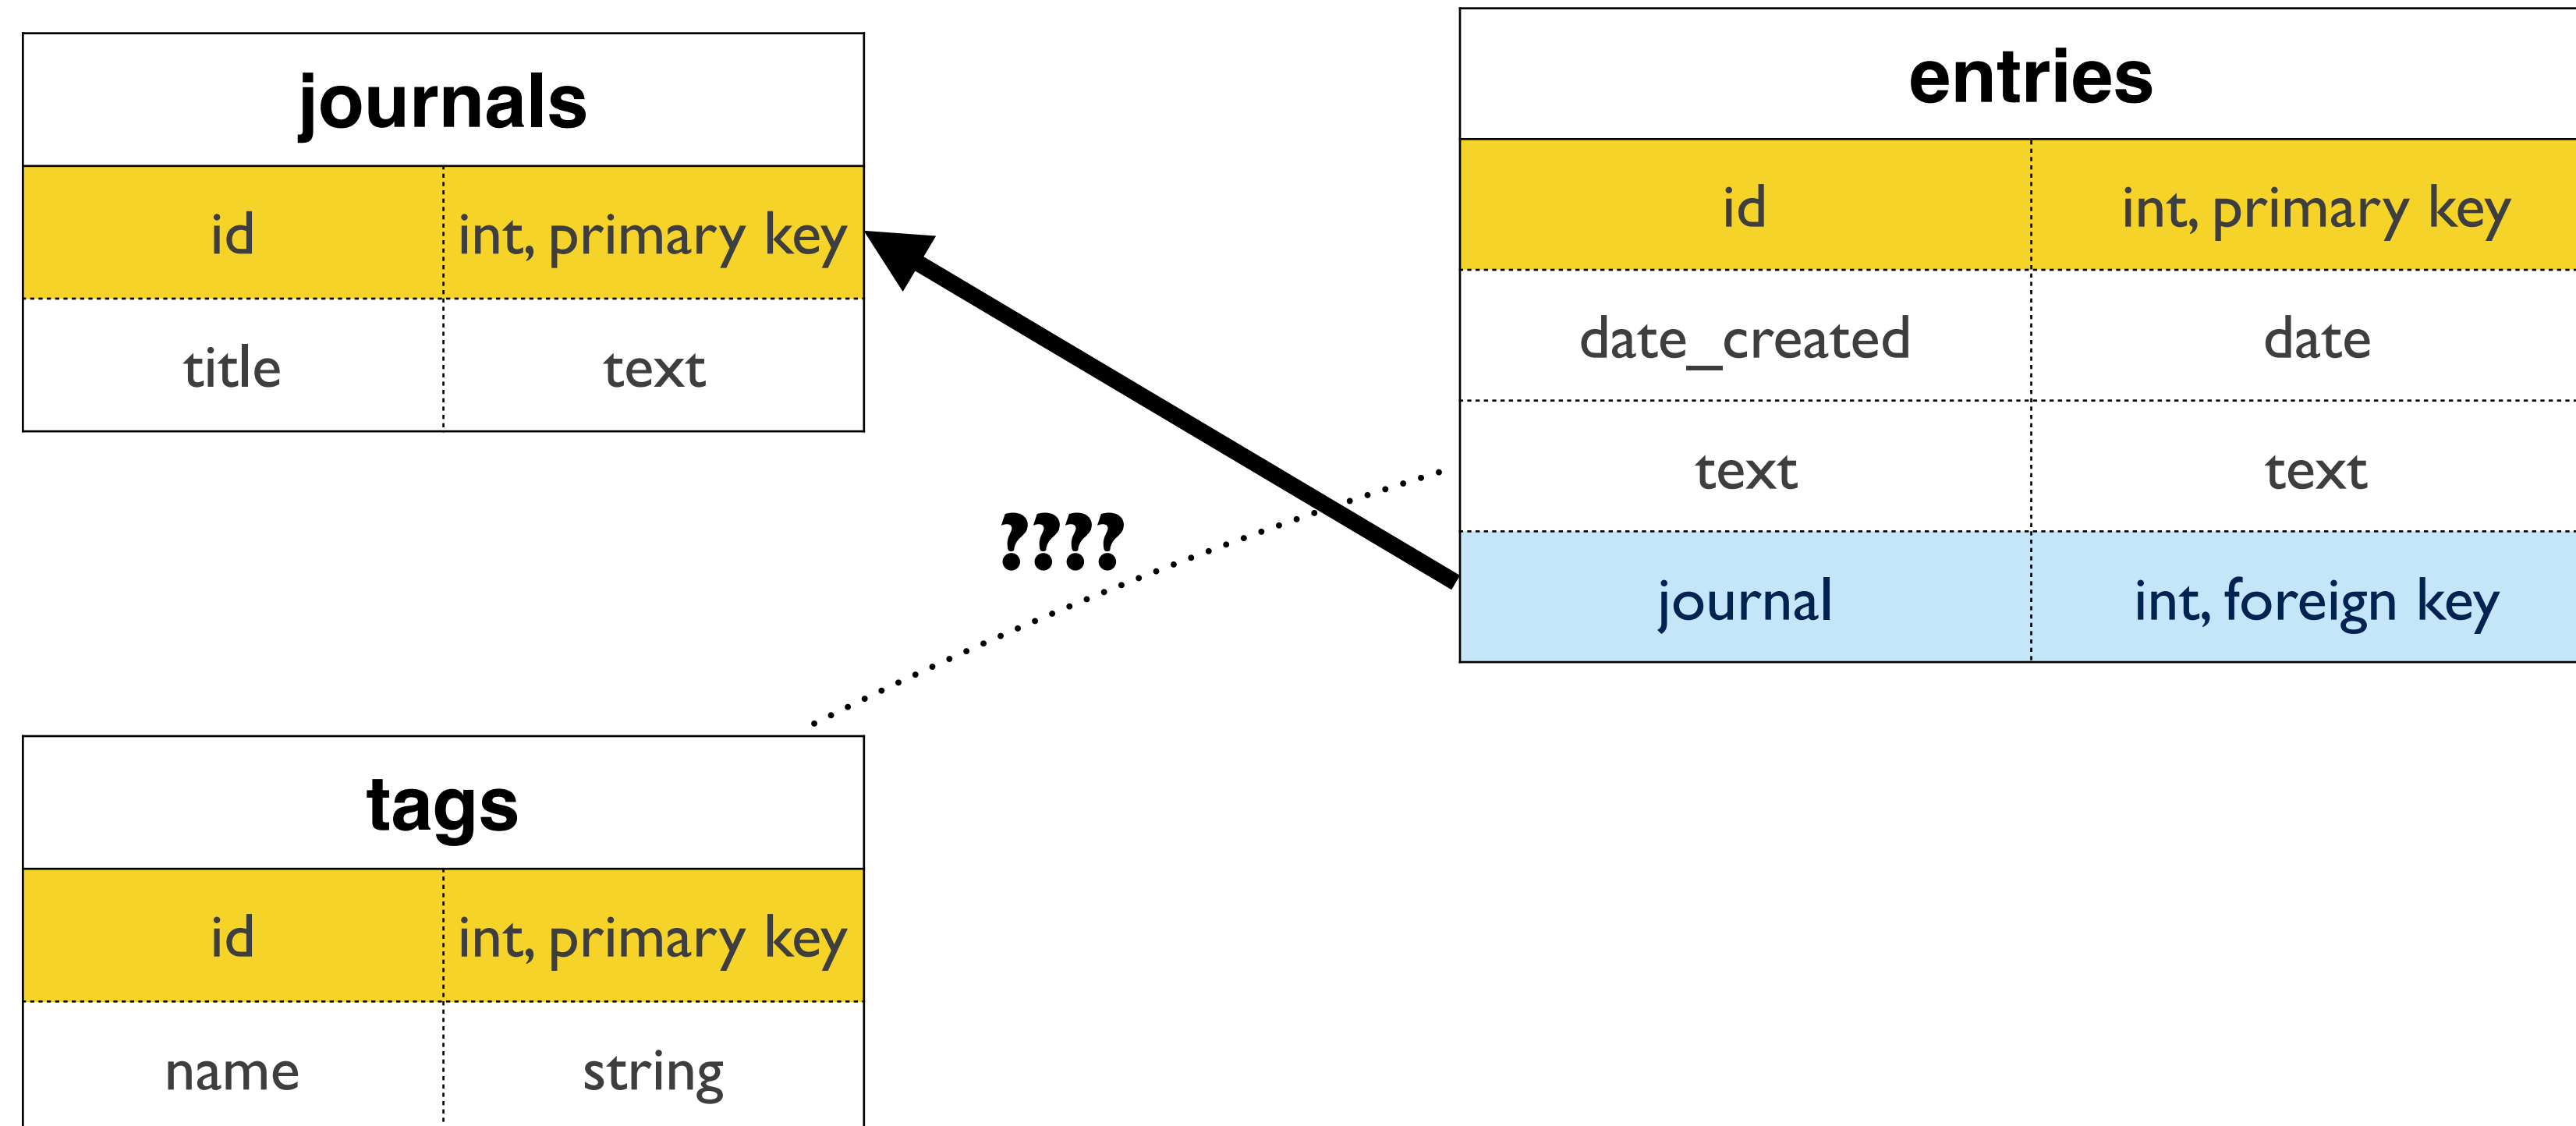 journals
id int, primary key
title text
entries
id int, primary key
date_created date
text text
journal int, foreign key
????
tags
id int, primary key
name string